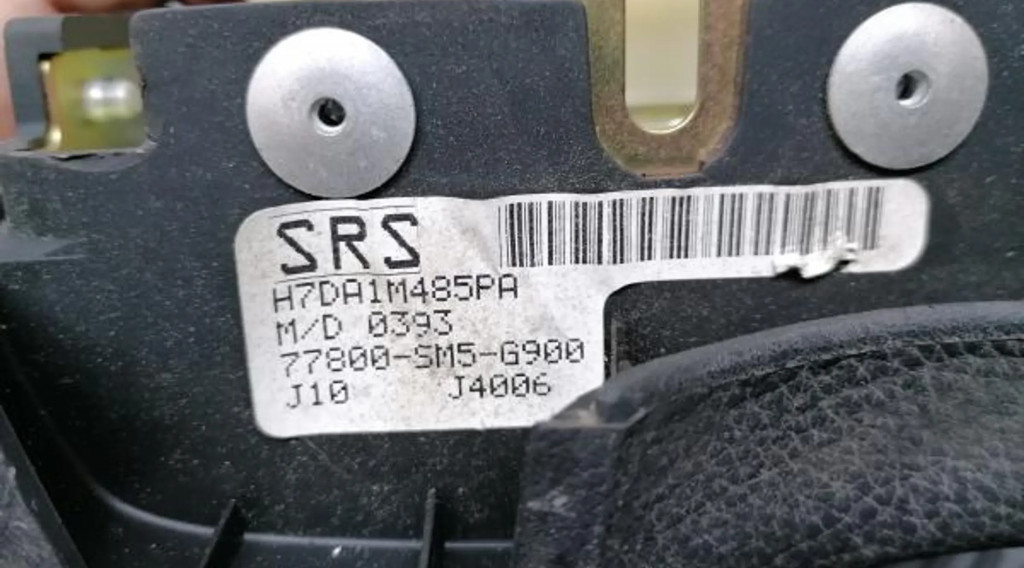 SRS
H7DA1M485PA
M/D 0393
77800-SM5-G900
J10 J4006